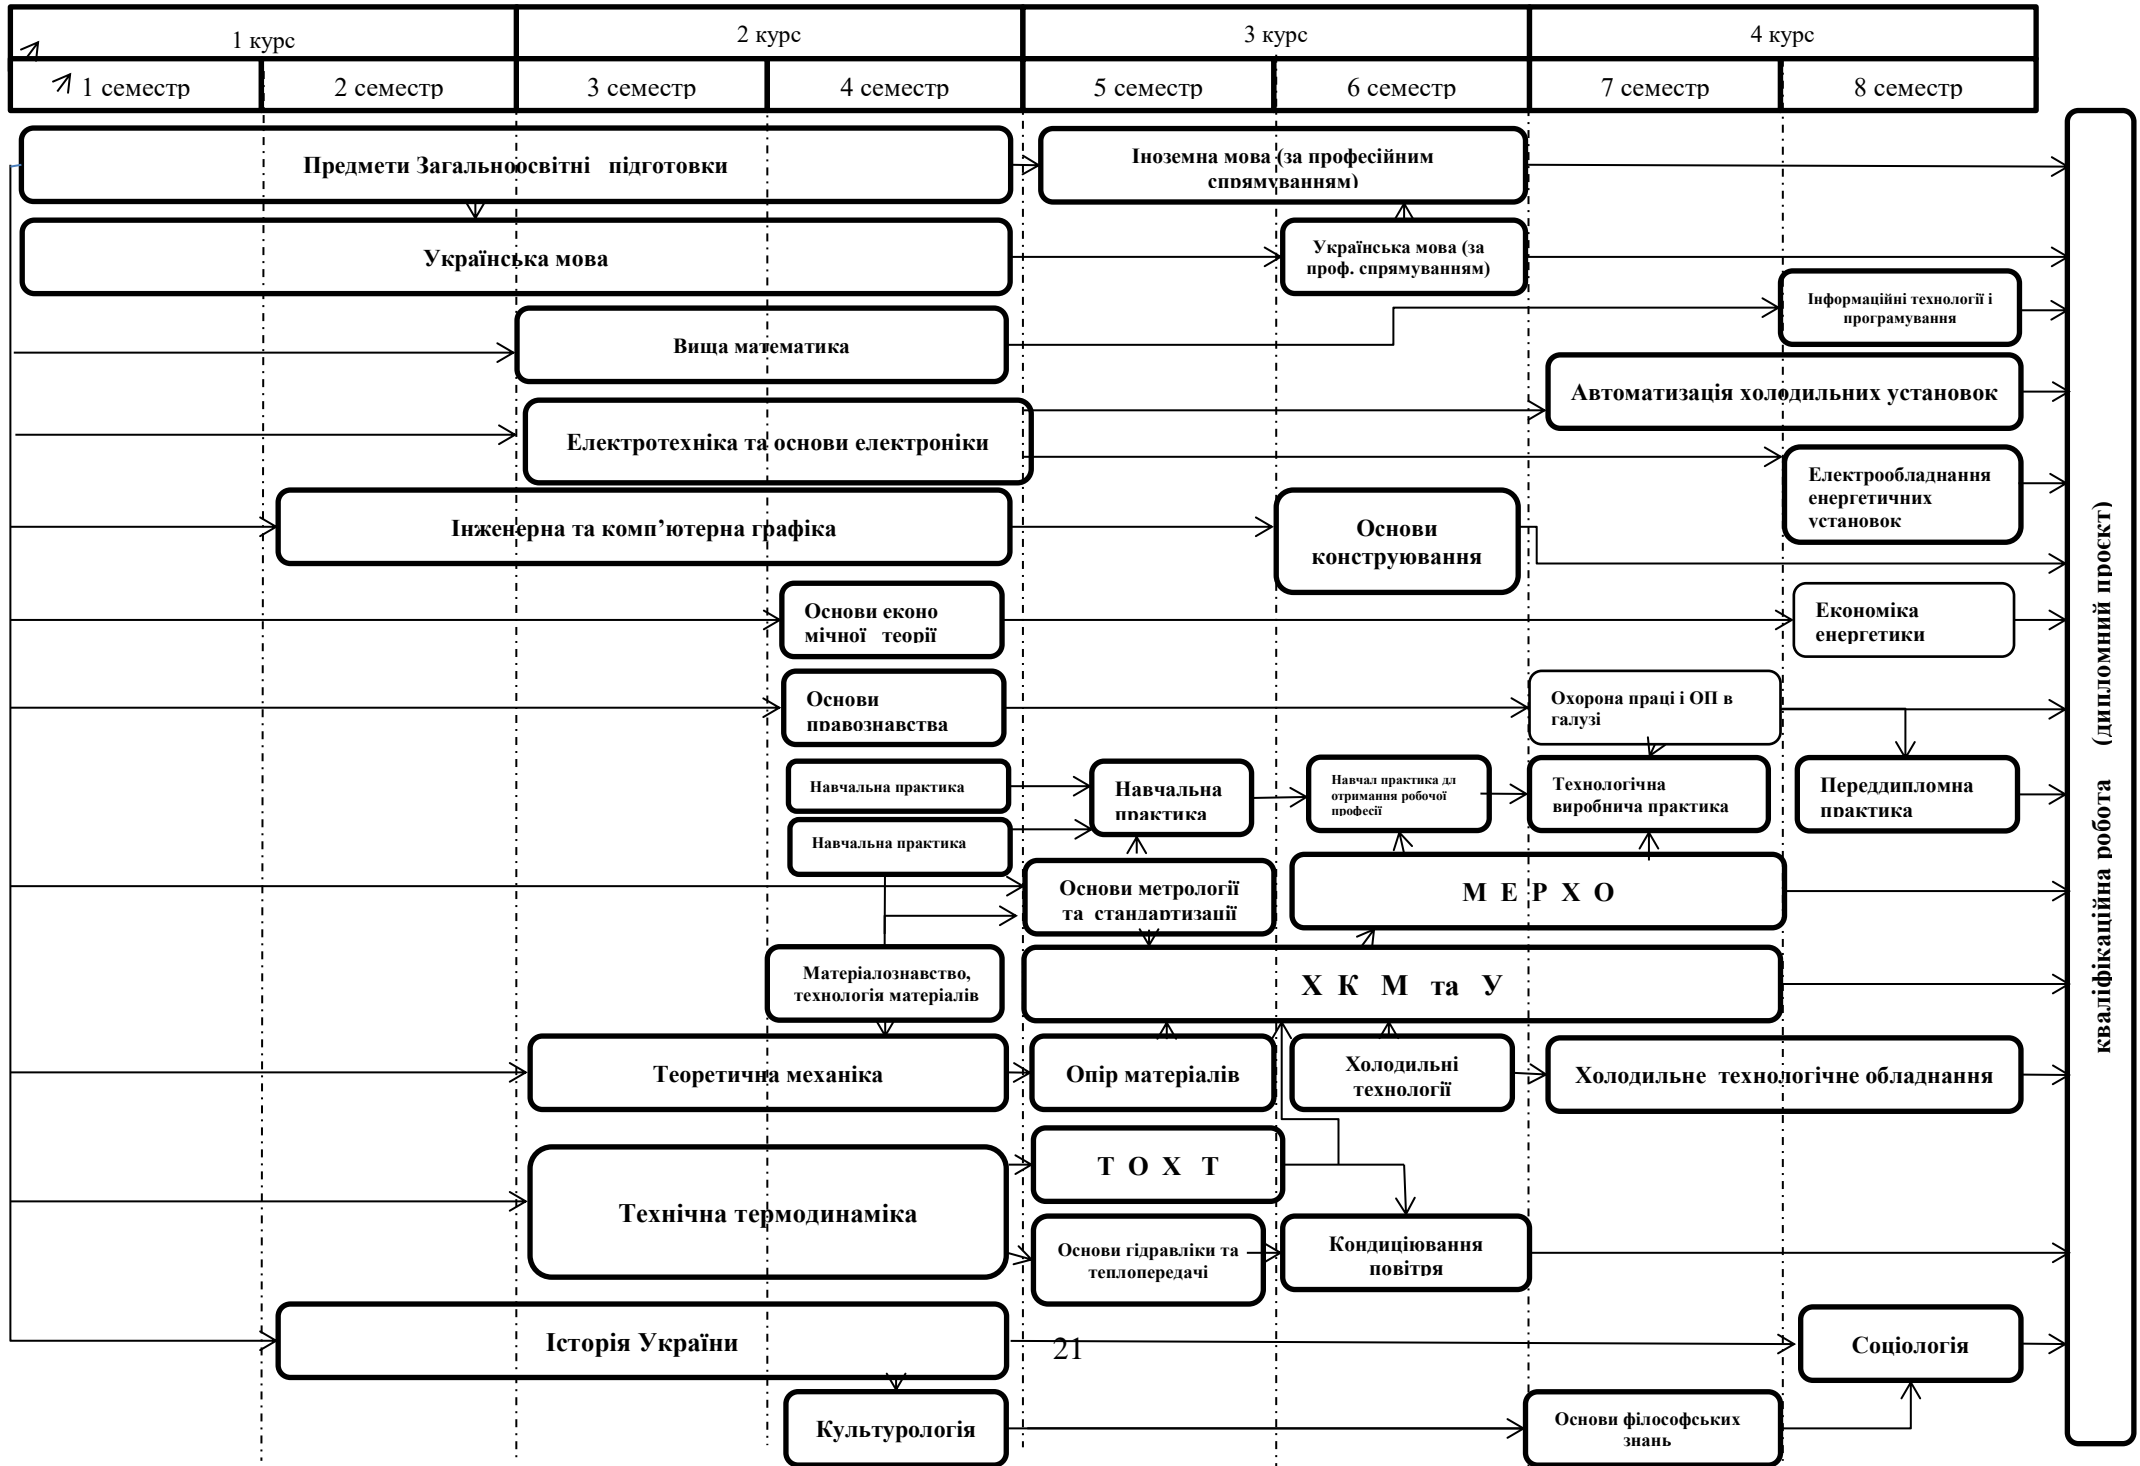 1 курс
2 курс
3 курс
4 курс
1 семестр
2 семестр
3 семестр
4 семестр
5 семестр
6 семестр
7 семестр
8 семестр
Предмети Загальноосвітні підготовки
Іноземна мова (за професійним
спрямуванням)
Українська мова
Українська мова (за
проф. спрямуванням)
Інформаційні технології і
програмування
Вища математика
Автоматизація холодильних установок
Електротехніка та основи електроніки
Електрообладнання
енергетичних
установок
Інженерна та комп’ютерна графіка
Основи
конструювання
Основи еконо
мічної теорії
Економіка
енергетики
Основи
правознавства
Охорона праці і ОП в
галузі
Навчальна практика
Навчальна
практика
Навчал практика дл
отримання робочої
професії
Технологічна
виробнича практика
Переддипломна
практика
Навчальна практика
Основи метрології
та стандартизації
М Е Р Х О
Матеріалознавство,
технологія матеріалів
Х К М та У
Теоретична механіка
Опір матеріалів
Холодильні
технології
Холодильне технологічне обладнання
Т О Х Т
Технічна термодинаміка
Основи гідравліки та
теплопередачі
Кондиціювання
повітря
Історія України
21
Соціологія
Культурологія
Основи філософських
знань
кваліфікаційна робота (дипломний проєкт)